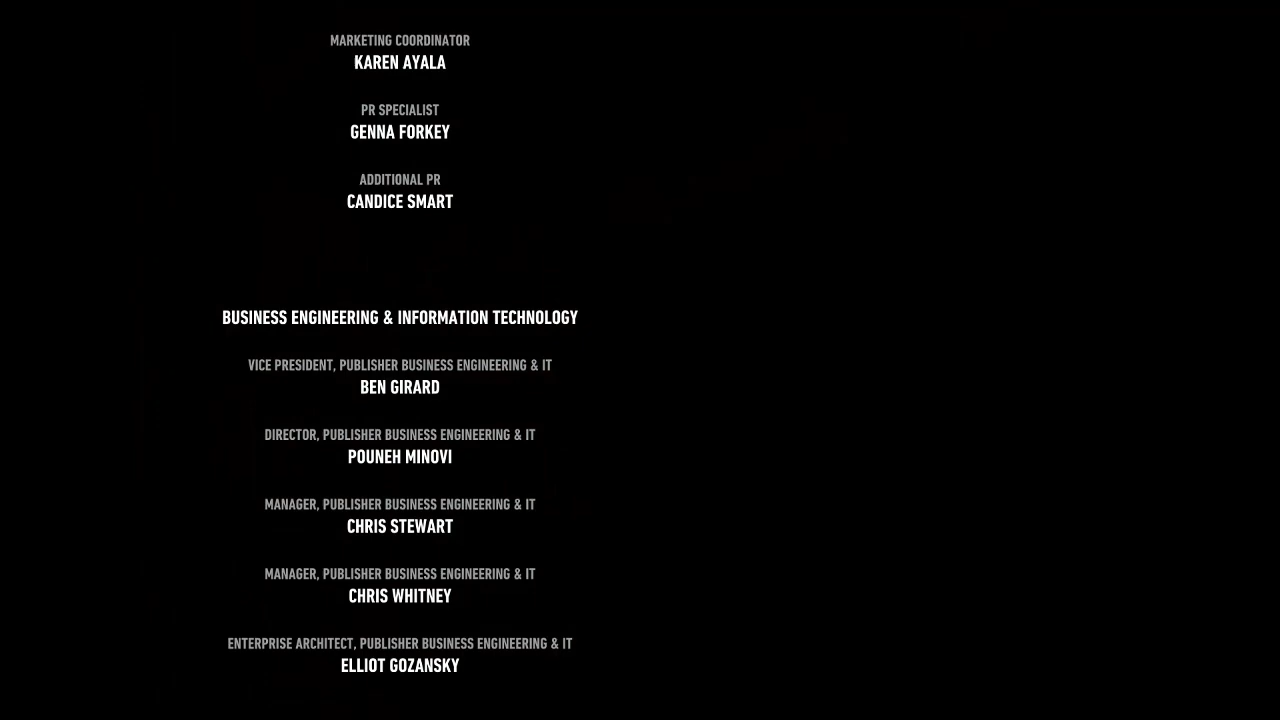 MARKETING COORDINATOR
KAREN AYALA
PR SPECIALIST
GENNA FORKEY
ADDITIONAL PR
CANDICE SMART
BUSINESS ENGINEERING & INFORMATION TECHNOLOGY
VICE PRESIDENT, PUBLISHER BUSINESS ENGINEERING & IT
BEN GIRARD
DIRECTOR, PUBLISHER BUSINESS ENGINEERING & IT
POUNEH MINOVI
MANAGER, PUBLISHER BUSINESS ENGINEERING & IT
CHRIS STEWART
MANAGER, PUBLISHER BUSINESS ENGINEERING & IT
CHRIS WHITNEY
ENTERPRISE ARCHITECT, PUBLISHER BUSINESS ENGINEERING & IT
ELLIOT GOZANSKY